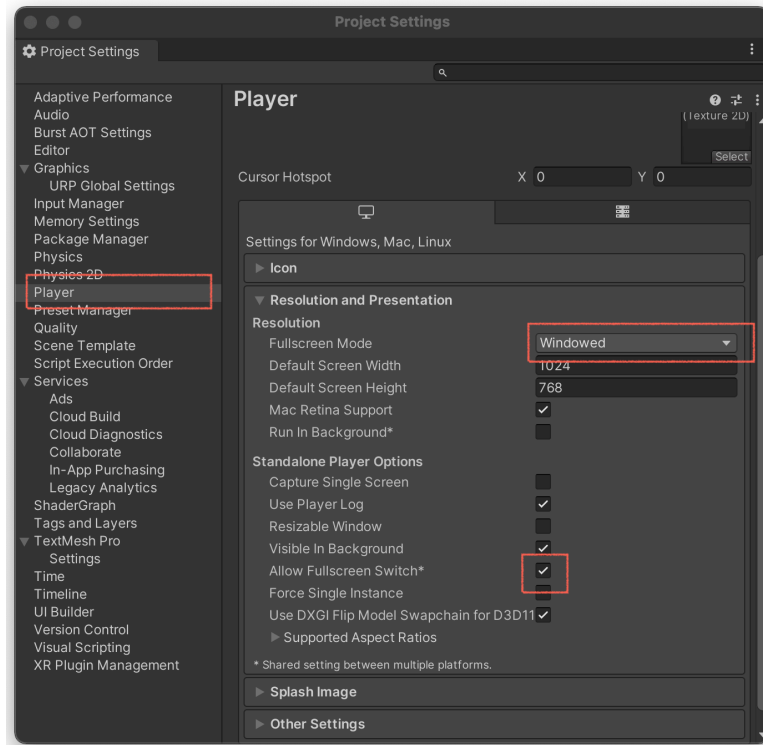 Project Settings
Project Settings
Adaptive Performance
Audio
Burst AOT Settings
Editor
Graphics
URP Global Settings
Input Manager
Memory Settings
Package Manager
Physics
Physics 2D
Player
Preset Manager
Quality
Scene Template
Script Execution Order
Services
Ads
Cloud Build
Cloud Diagnostics
Collaborate
In-App Purchasing
Legacy Analytics
ShaderGraph
Tags and Layers
TextMesh Pro
Settings
Time
Timeline
UI Builder
Version Control
Visual Scripting
XR Plugin Management
Player
(Texture 2D)
Select
Cursor Hotspot X 0 Y 0
Settings for Windows, Mac, Linux
Icon
Resolution and Presentation
Resolution
Fullscreen Mode Windowed
Default Screen Width 1024
Default Screen Height 768
Mac Retina Support
Run In Background*
Standalone Player Options
Capture Single Screen
Use Player Log
Resizable Window
Visible In Background
Allow Fullscreen Switch*
Force Single Instance
Use DXGI Flip Model Swapchain for D3D11
Supported Aspect Ratios
* Shared setting between multiple platforms.
Splash Image
Other Settings